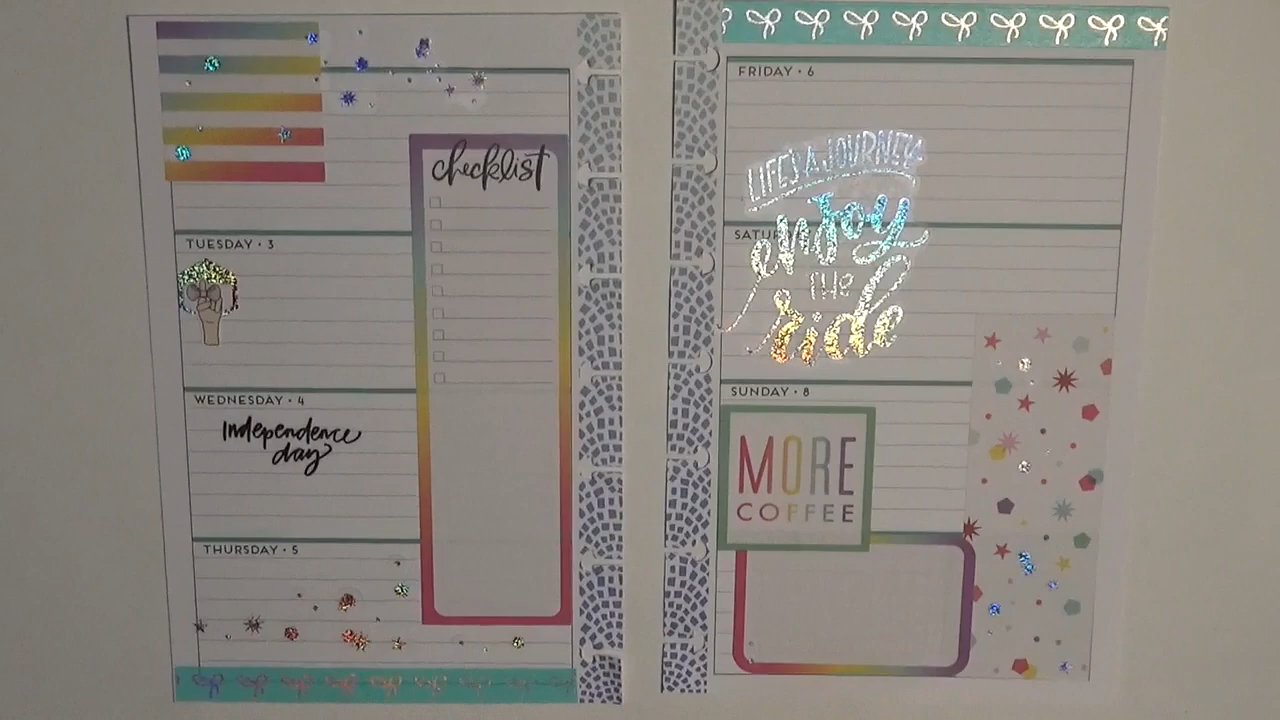 checklist
TUESDAY • 3
WEDNESDAY • 4
Independence
day
THURSDAY • 5
FRIDAY • 6
LIFE'S A JOURNEY
enjoy
THE
ride
SUNDAY • 8
MORE
COFFEE